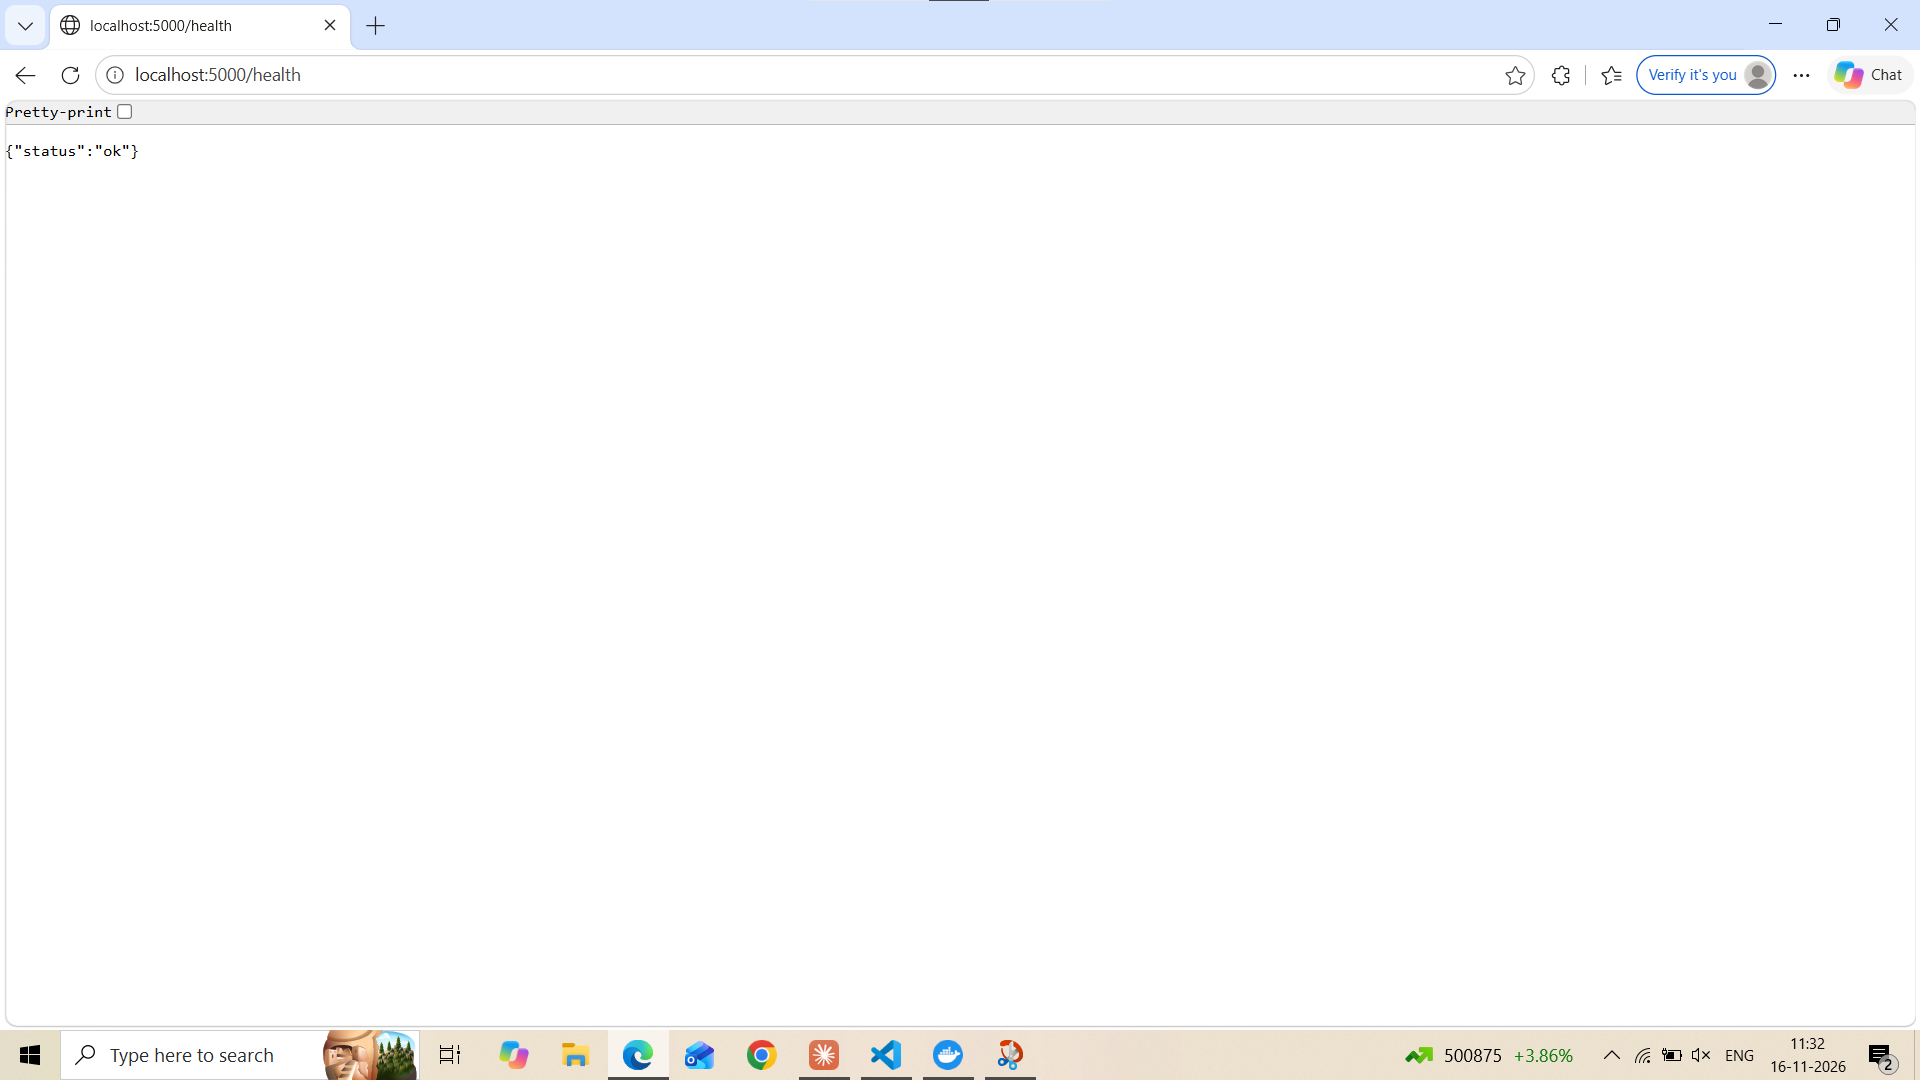 localhost:5000/health
localhost:5000/health
Verify it's you
Chat
Pretty-print
{"status":"ok"}
Type here to search
500875 +3.86%
ENG
11:32
16-11-2026
2